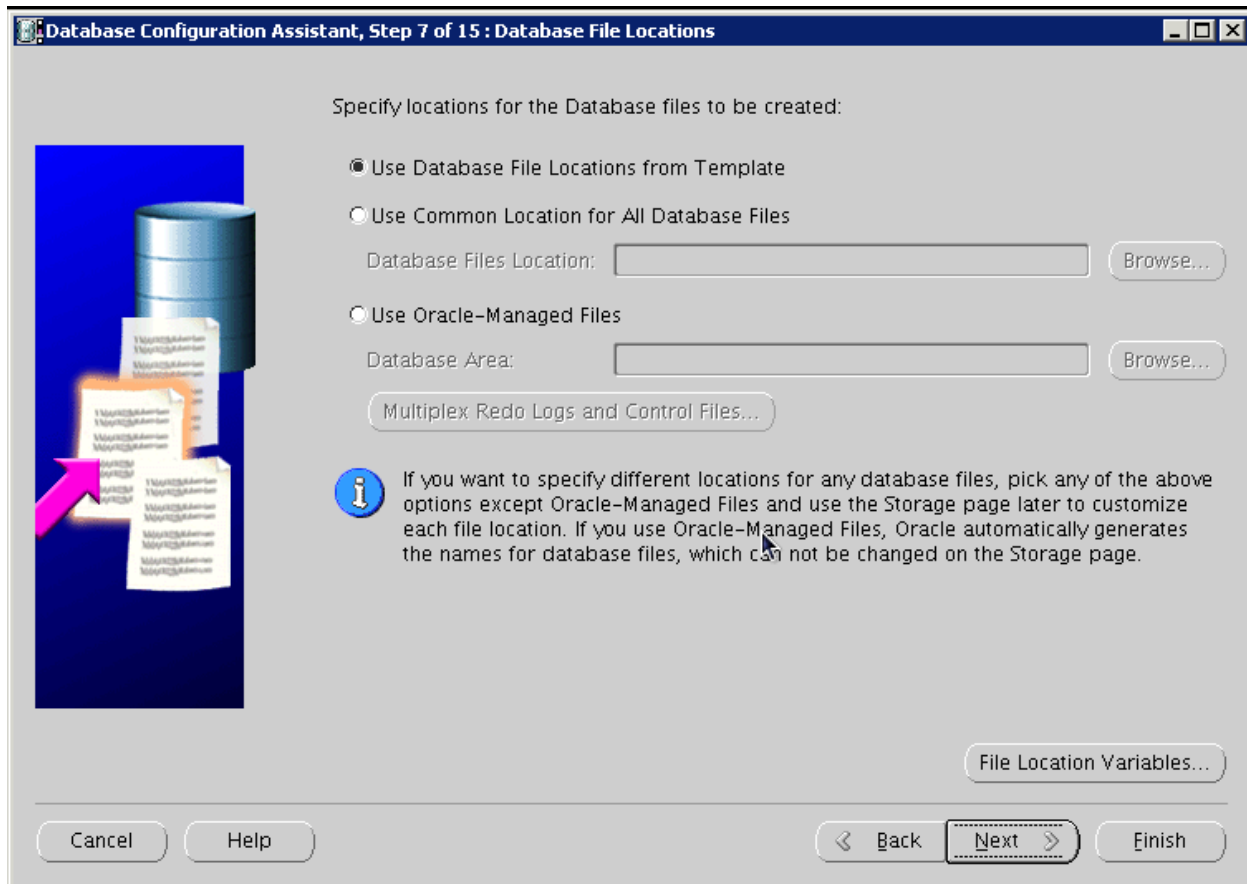 Database Configuration Assistant, Step 7 of 15 : Database File Locations
Specify locations for the Database files to be created:
Use Database File Locations from Template
Use Common Location for All Database Files
Database Files Location:
Browse...
Use Oracle-Managed Files
Database Area:
Browse...
Multiplex Redo Logs and Control Files...
If you want to specify different locations for any database files, pick any of the above
options except Oracle-Managed Files and use the Storage page later to customize
each file location. If you use Oracle-Managed Files, Oracle automatically generates
the names for database files, which can not be changed on the Storage page.
File Location Variables...
Cancel
Help
Back
Next
Finish